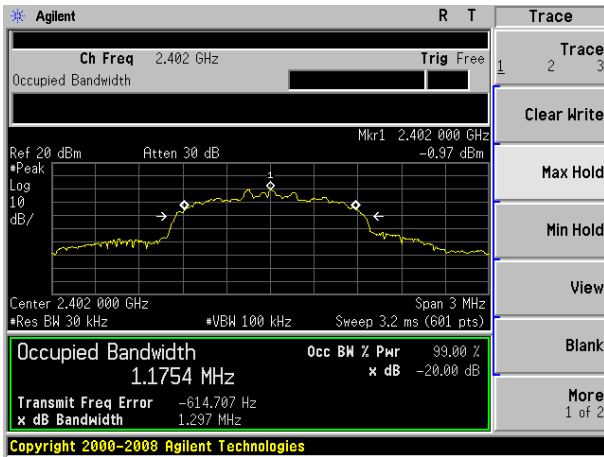 Agilent R T Trace
Ch Freq 2.402 GHz Trig Free
Occupied Bandwidth
Trace
1 2 3
Clear Write
Max Hold
Min Hold
View
Blank
More
1 of 2
Mkr1 2.402 000 GHz
Ref 20 dBm Atten 30 dB -0.97 dBm
#Peak
Log
10
dB/
1
Center 2.402 000 GHz Span 3 MHz
#Res BW 30 kHz #VBW 100 kHz Sweep 3.2 ms (601 pts)
Occupied Bandwidth Occ BW % Pwr 99.00 %
1.1754 MHz x dB -20.00 dB
Transmit Freq Error -614.707 Hz
x dB Bandwidth 1.297 MHz
Copyright 2000-2008 Agilent Technologies